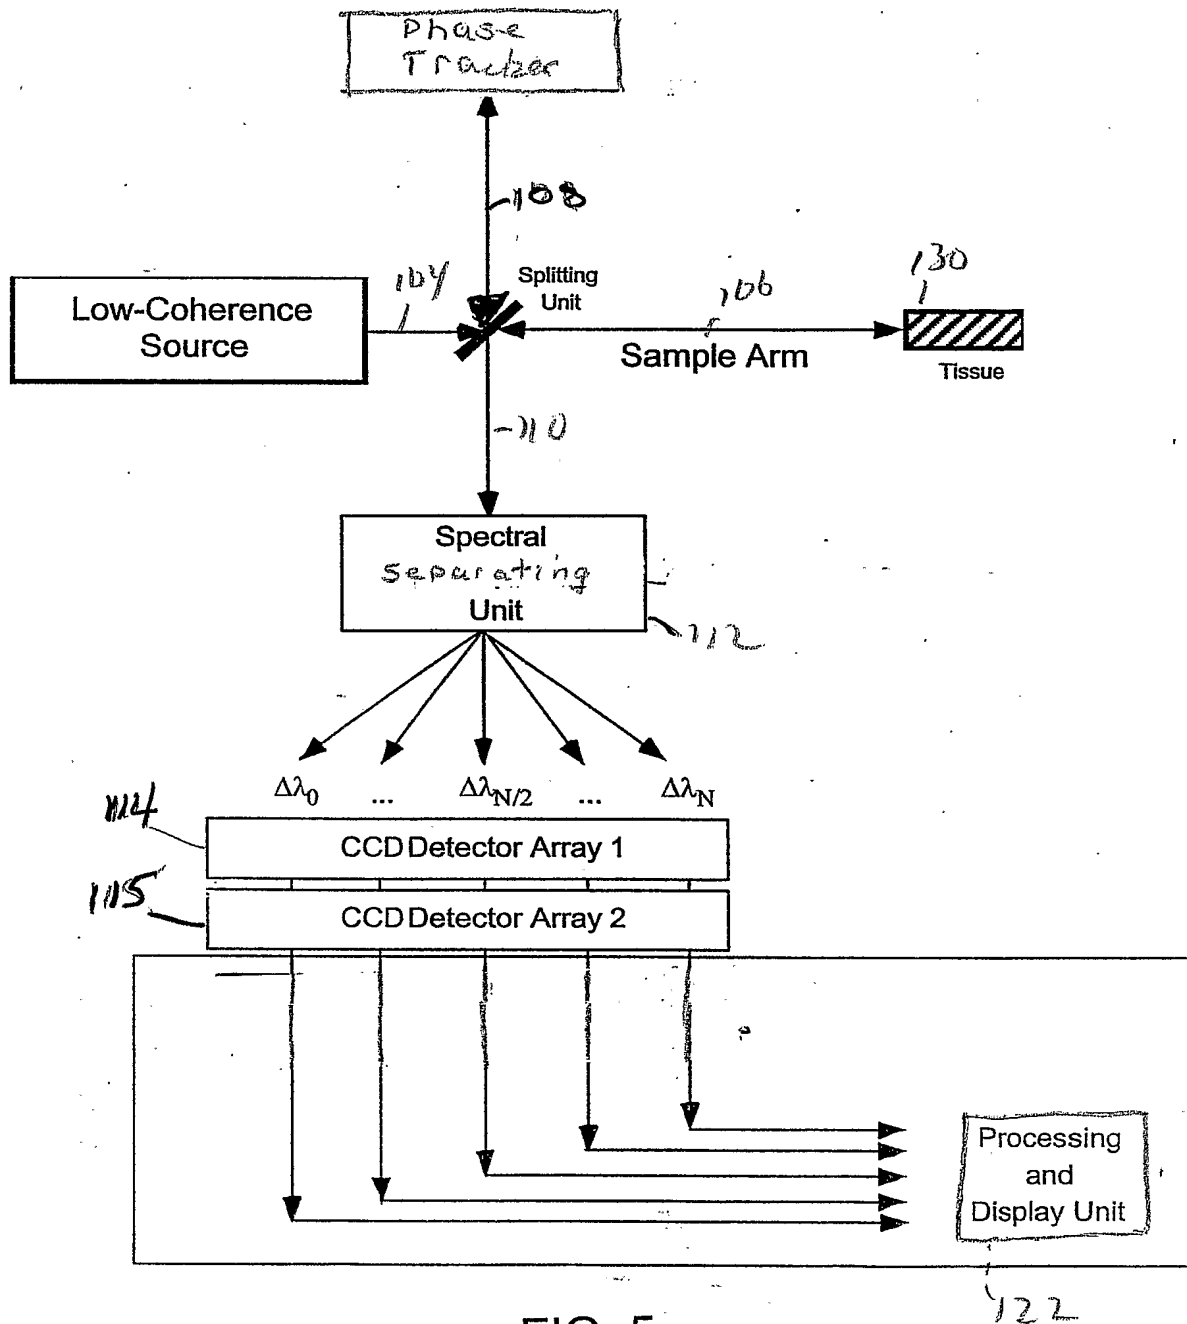 Phase
Tracker
108
Splitting
Unit
104
Low-Coherence
Source
106
130
Sample Arm
Tissue
110
Spectral
Separating
Unit
112
Δλ0 ... ΔλN/2 ... ΔλN
114
CCD Detector Array 1
115
CCD Detector Array 2
Processing
and
Display Unit
122
FIG. 5